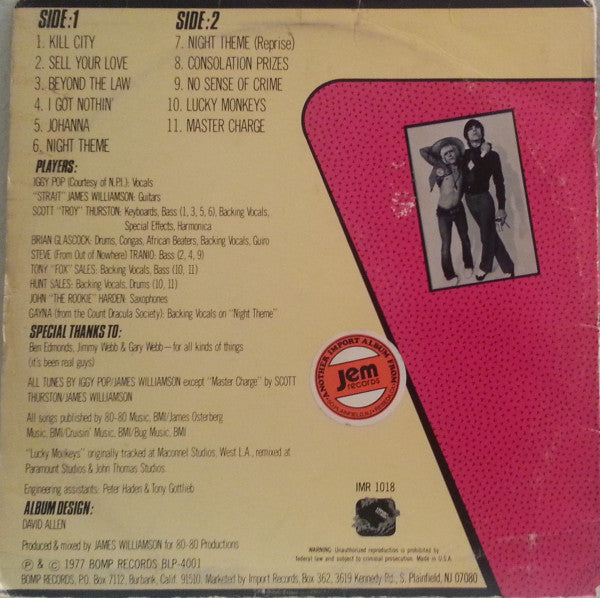 SIDE:1
1. KILL CITY
2. SELL YOUR LOVE
3. BEYOND THE LAW
4. I GOT NOTHIN'
5. JOHANNA
6. NIGHT THEME
SIDE:2
7. NIGHT THEME (Reprise)
8. CONSOLATION PRIZES
9. NO SENSE OF CRIME
10. LUCKY MONKEYS
11. MASTER CHARGE
PLAYERS:
IGGY POP (Courtesy of N.P.I.): Vocals
"STRAIT" JAMES WILLIAMSON: Guitars
SCOTT "TROY" THURSTON: Keyboards, Bass (1, 3, 5, 6), Backing Vocals,
Special Effects, Harmonica
BRIAN GLASCOCK: Drums, Congas, African Beaters, Backing Vocals, Guiro
STEVE (From Out of Nowhere) TRANIO: Bass (2, 4, 9)
TONY "FOX" SALES: Backing Vocals, Bass (10, 11)
HUNT SALES: Backing Vocals, Drums (10, 11)
JOHN "THE ROOKIE" HARDEN: Saxophones
GAYNA (from the Count Dracula Society): Backing Vocals on "Night Theme"
SPECIAL THANKS TO:
Ben Edmonds, Jimmy Webb & Gary Webb—for all kinds of things
(it's been real guys)
ALL TUNES BY IGGY POP/JAMES WILLIAMSON except "Master Charge" by SCOTT
THURSTON/JAMES WILLIAMSON
All songs published by 80-80 Music, BMI/James Osterberg
Music, BMI/Cruisin' Music, BMI/Bug Music, BMI
"Lucky Monkeys" originally tracked at Maconnel Studios, West L.A., remixed at
Paramount Studios & John Thomas Studios.
Engineering assistants: Peter Haden & Tony Gottlieb
ALBUM DESIGN:
DAVID ALLEN
Produced & mixed by JAMES WILLIAMSON for 80-80 Productions
℗ & © 1977 BOMP RECORDS BLP-4001
BOMP RECORDS, P.O. Box 7112, Burbank, Calif. 91510. Marketed by Import Records, Box 362, 3619 Kennedy Rd., S. Plainfield, NJ 07080
ANOTHER IMPORT ALBUM FROM
Jem
records
IMR 1018
WARNING: Unauthorized reproduction is prohibited by
federal law and subject to criminal prosecution. Made in U.S.A.